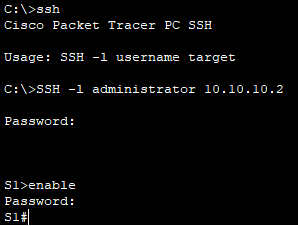 C:\>ssh
Cisco Packet Tracer PC SSH
Usage: SSH -l username target
C:\>SSH -l administrator 10.10.10.2
Password:
S1>enable
Password:
S1#